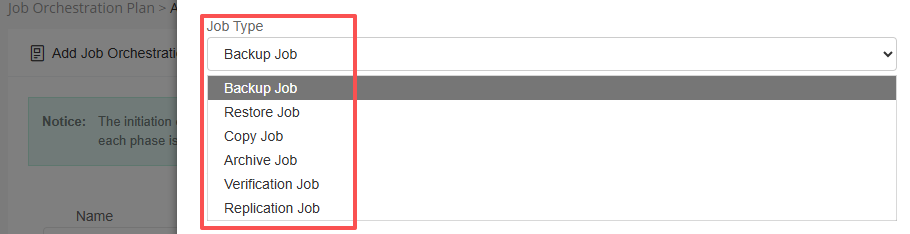 Job Orchestration Plan > A
Job Type
Add Job Orchestratio
Backup Job
Backup Job
Notice: The initiation
each phase is
Restore Job
Copy Job
Archive Job
Verification Job
Replication Job
Name